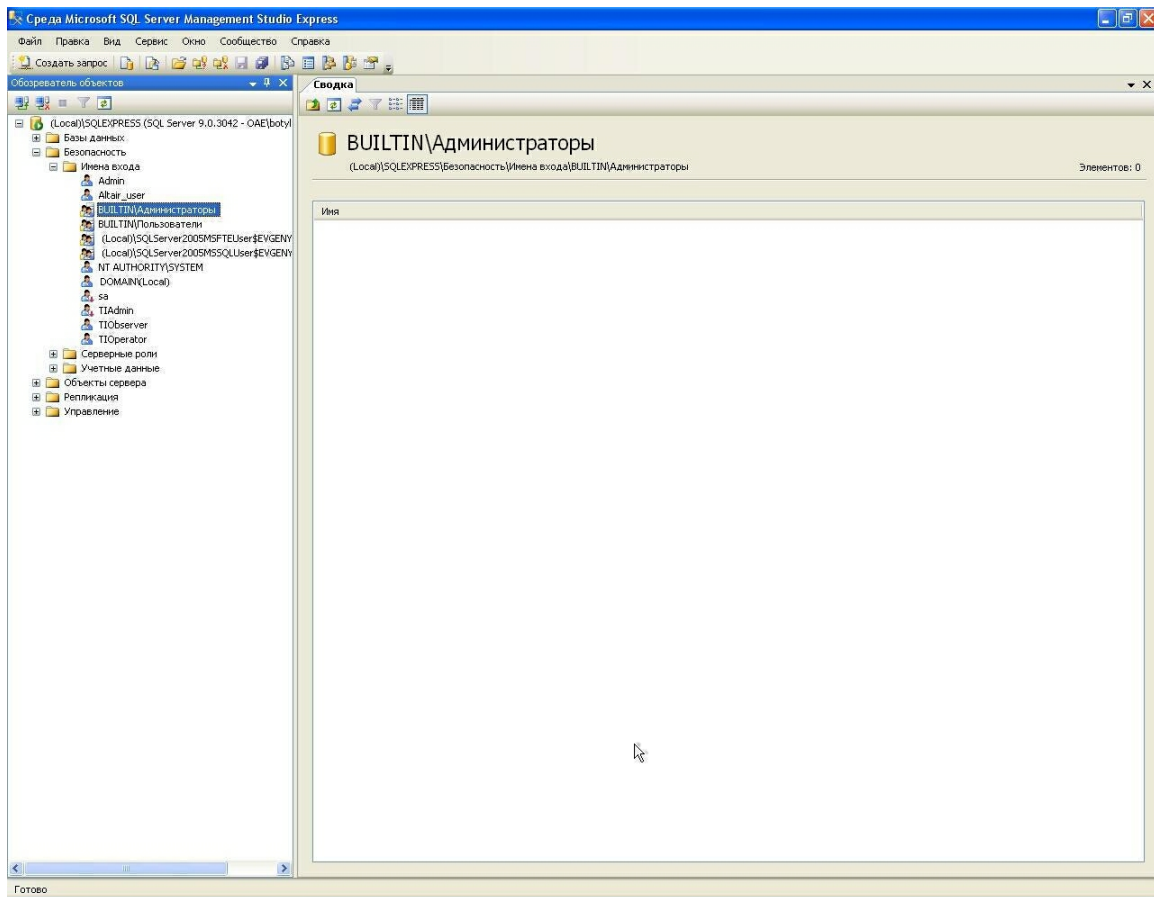 Среда Microsoft SQL Server Management Studio Express
Файл Правка Вид Сервис Окно Сообщество Справка
Создать запрос
Обозреватель объектов
Сводка
(Local)\SQLEXPRESS (SQL Server 9.0.3042 - OAE\botyl
Базы данных
Безопасность
Имена входа
Admin
Altair_user
BUILTIN\Администраторы
BUILTIN\Пользователи
(Local)\SQLServer2005MSFTEUser$EVGENY
(Local)\SQLServer2005MSSQLUser$EVGENY
NT AUTHORITY\SYSTEM
DOMAIN\(Local)
sa
TIAdmin
TIObserver
TIOperator
Серверные роли
Учетные данные
Объекты сервера
Репликация
Управление
BUILTIN\Администраторы
(Local)\SQLEXPRESS\Безопасность\Имена входа\BUILTIN\Администраторы
Элементов: 0
Имя
Готово